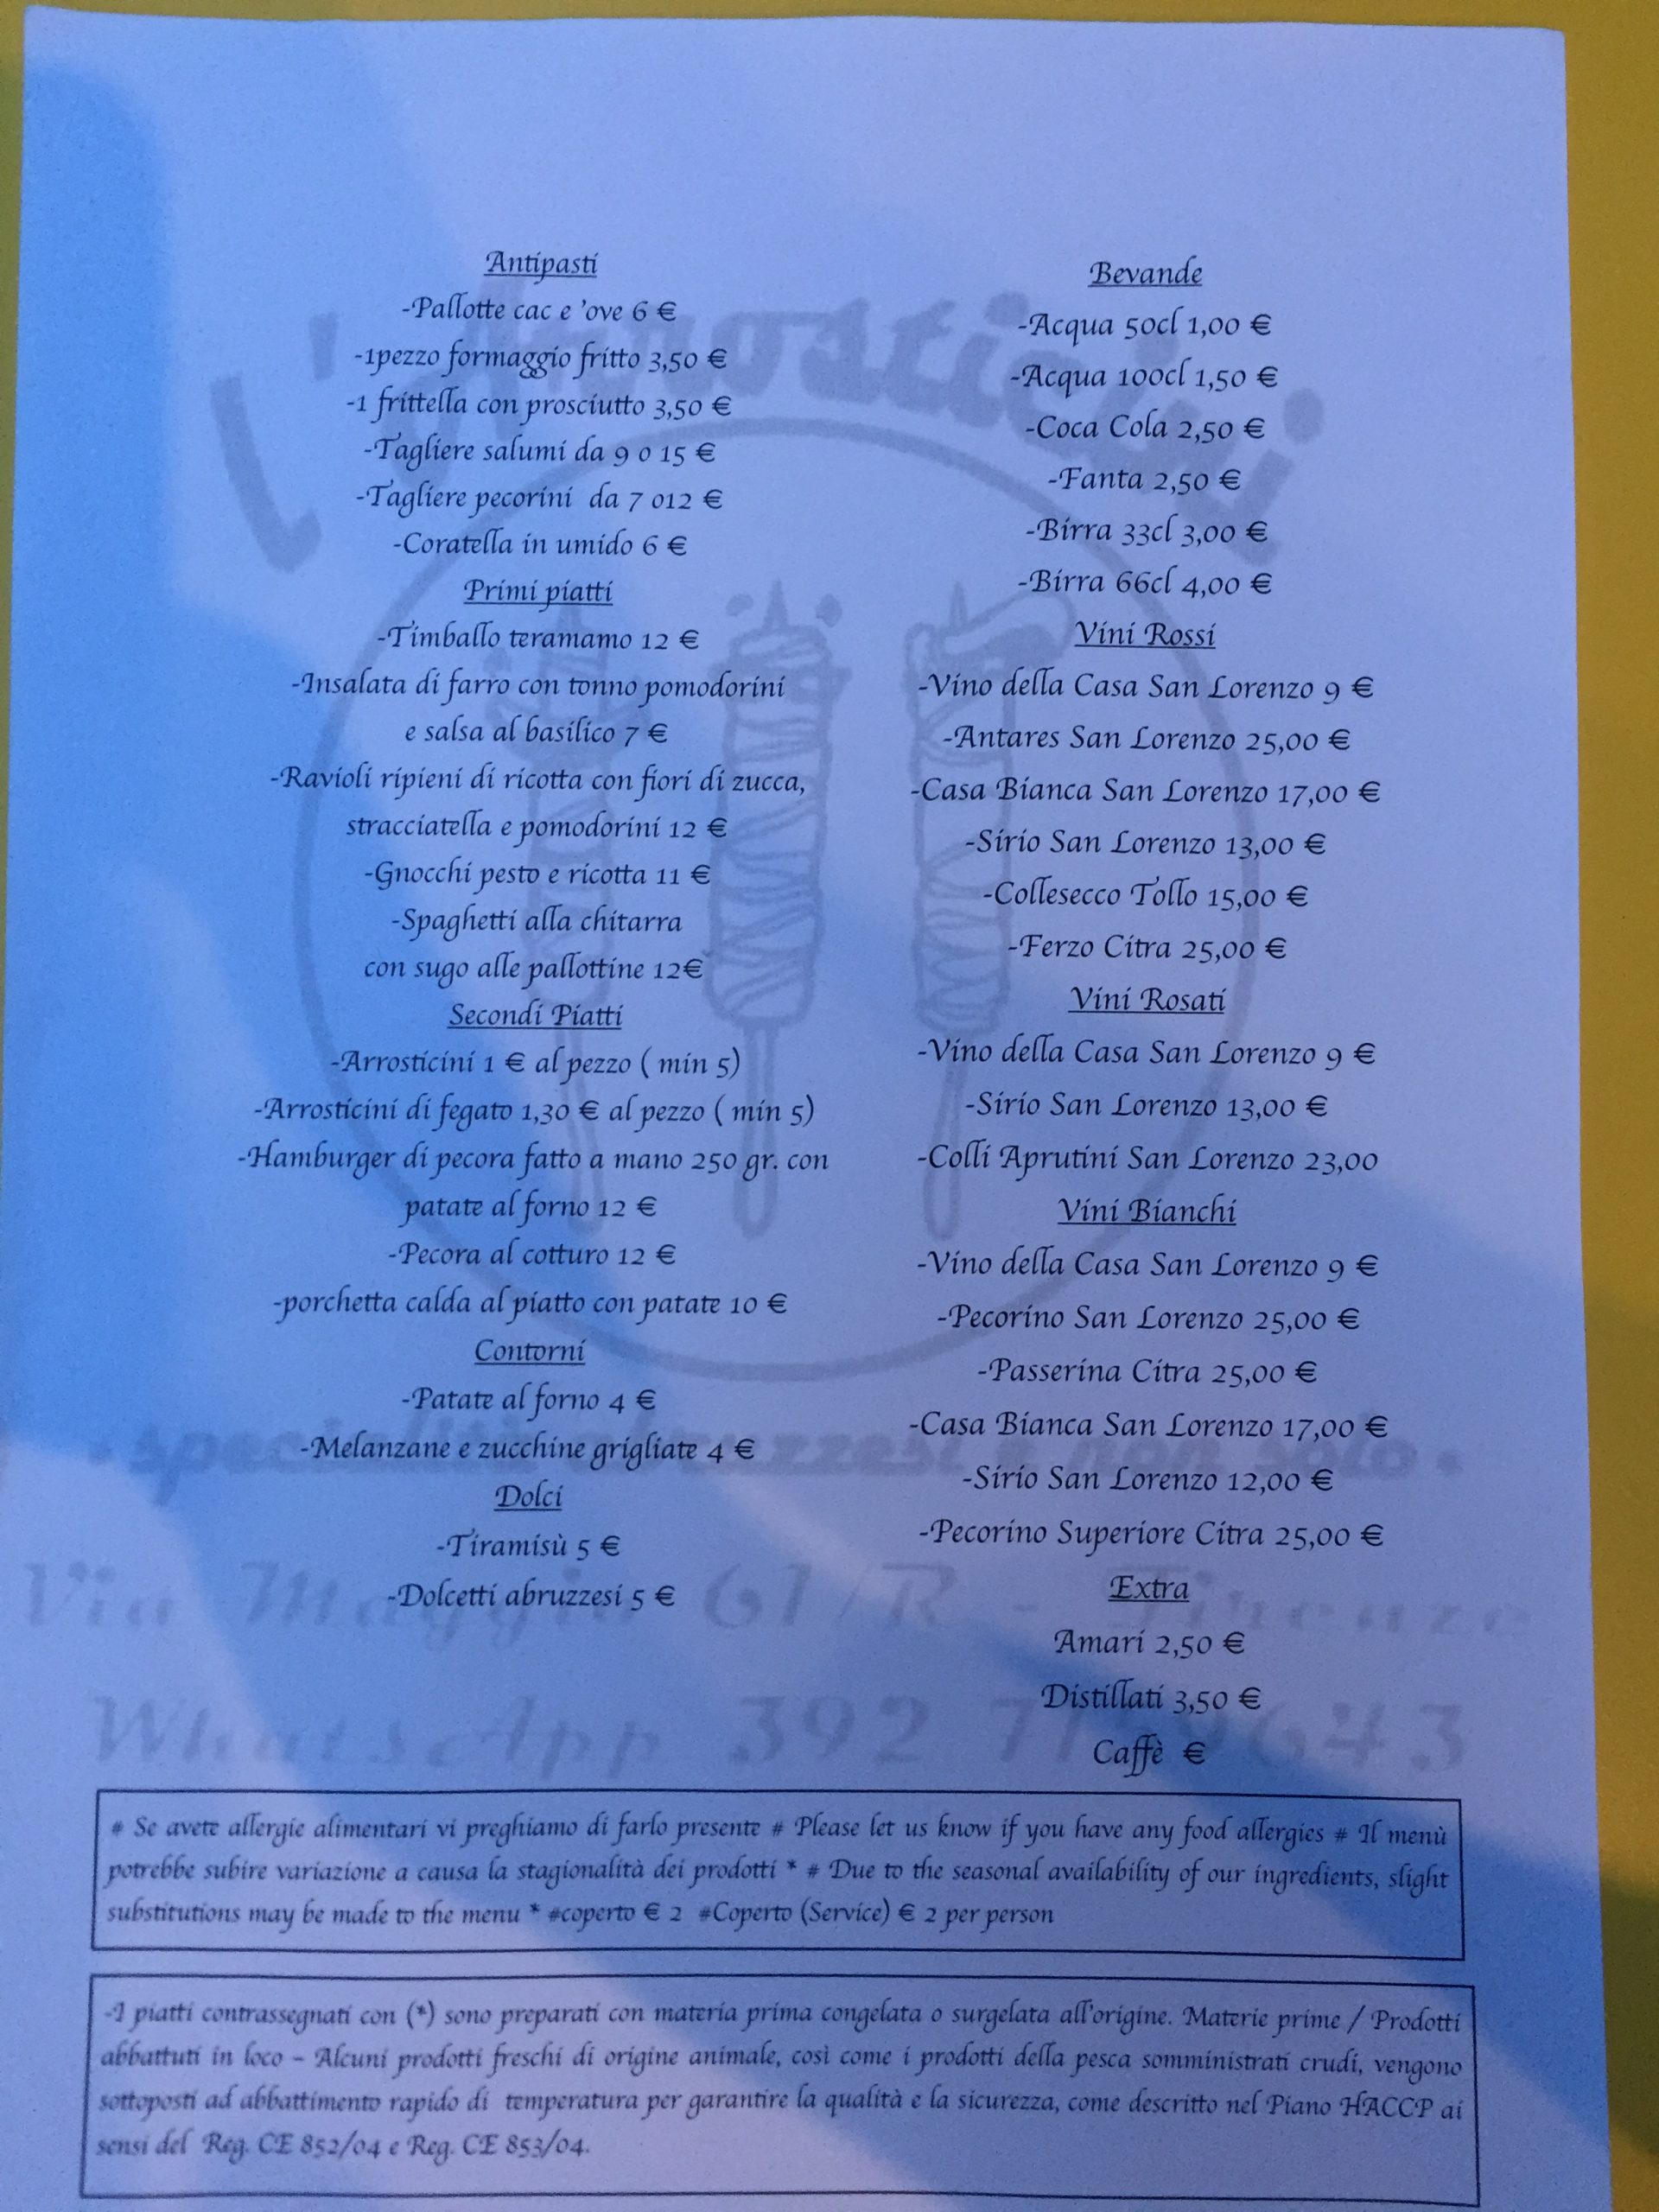 Antipasti
-Pallotte cac e 'ove 6 €
-1pezzo formaggio fritto 3,50 €
-1 frittella con prosciutto 3,50 €
-Tagliere salumi da 9 o 15 €
-Tagliere pecorini da 7 o12 €
-Coratella in umido 6 €
Primi piatti
-Timballo teramamo 12 €
-Insalata di farro con tonno pomodorini
e salsa al basilico 7 €
-Ravioli ripieni di ricotta con fiori di zucca,
stracciatella e pomodorini 12 €
-Gnocchi pesto e ricotta 11 €
-Spaghetti alla chitarra
con sugo alle pallottine 12€
Secondi Piatti
-Arrosticini 1 € al pezzo ( min 5)
-Arrosticini di fegato 1,30 € al pezzo ( min 5)
-Hamburger di pecora fatto a mano 250 gr. con
patate al forno 12 €
-Pecora al cotturo 12 €
-porchetta calda al piatto con patate 10 €
Contorni
-Patate al forno 4 €
-Melanzane e zucchine grigliate 4 €
Dolci
-Tiramisù 5 €
-Dolcetti abruzzesi 5 €
Bevande
-Acqua 50cl 1,00 €
-Acqua 100cl 1,50 €
-Coca Cola 2,50 €
-Fanta 2,50 €
-Birra 33cl 3,00 €
-Birra 66cl 4,00 €
Vini Rossi
-Vino della Casa San Lorenzo 9 €
-Antares San Lorenzo 25,00 €
-Casa Bianca San Lorenzo 17,00 €
-Sirio San Lorenzo 13,00 €
-Collesecco Tollo 15,00 €
-Ferzo Citra 25,00 €
Vini Rosati
-Vino della Casa San Lorenzo 9 €
-Sirio San Lorenzo 13,00 €
-Colli Aprutini San Lorenzo 23,00
Vini Bianchi
-Vino della Casa San Lorenzo 9 €
-Pecorino San Lorenzo 25,00 €
-Passerina Citra 25,00 €
-Casa Bianca San Lorenzo 17,00 €
-Sirio San Lorenzo 12,00 €
-Pecorino Superiore Citra 25,00 €
Extra
Amari 2,50 €
Distillati 3,50 €
Caffè €
Via 61/R -
WhatsApp 392
# Se avete allergie alimentari vi preghiamo di farlo presente # Please let us know if you have any food allergies # Il menù
potrebbe subire variazione a causa la stagionalità dei prodotti * # Due to the seasonal availability of our ingredients, slight
substitutions may be made to the menu * #coperto € 2 #Coperto (Service) € 2 per person
-I piatti contrassegnati con (*) sono preparati con materia prima congelata o surgelata all'origine. Materie prime / Prodotti
abbattuti in loco – Alcuni prodotti freschi di origine animale, così come i prodotti della pesca somministrati crudi, vengono
sottoposti ad abbattimento rapido di temperatura per garantire la qualità e la sicurezza, come descritto nel Piano HACCP ai
sensi del Reg. CE 852/04 e Reg. CE 853/04.